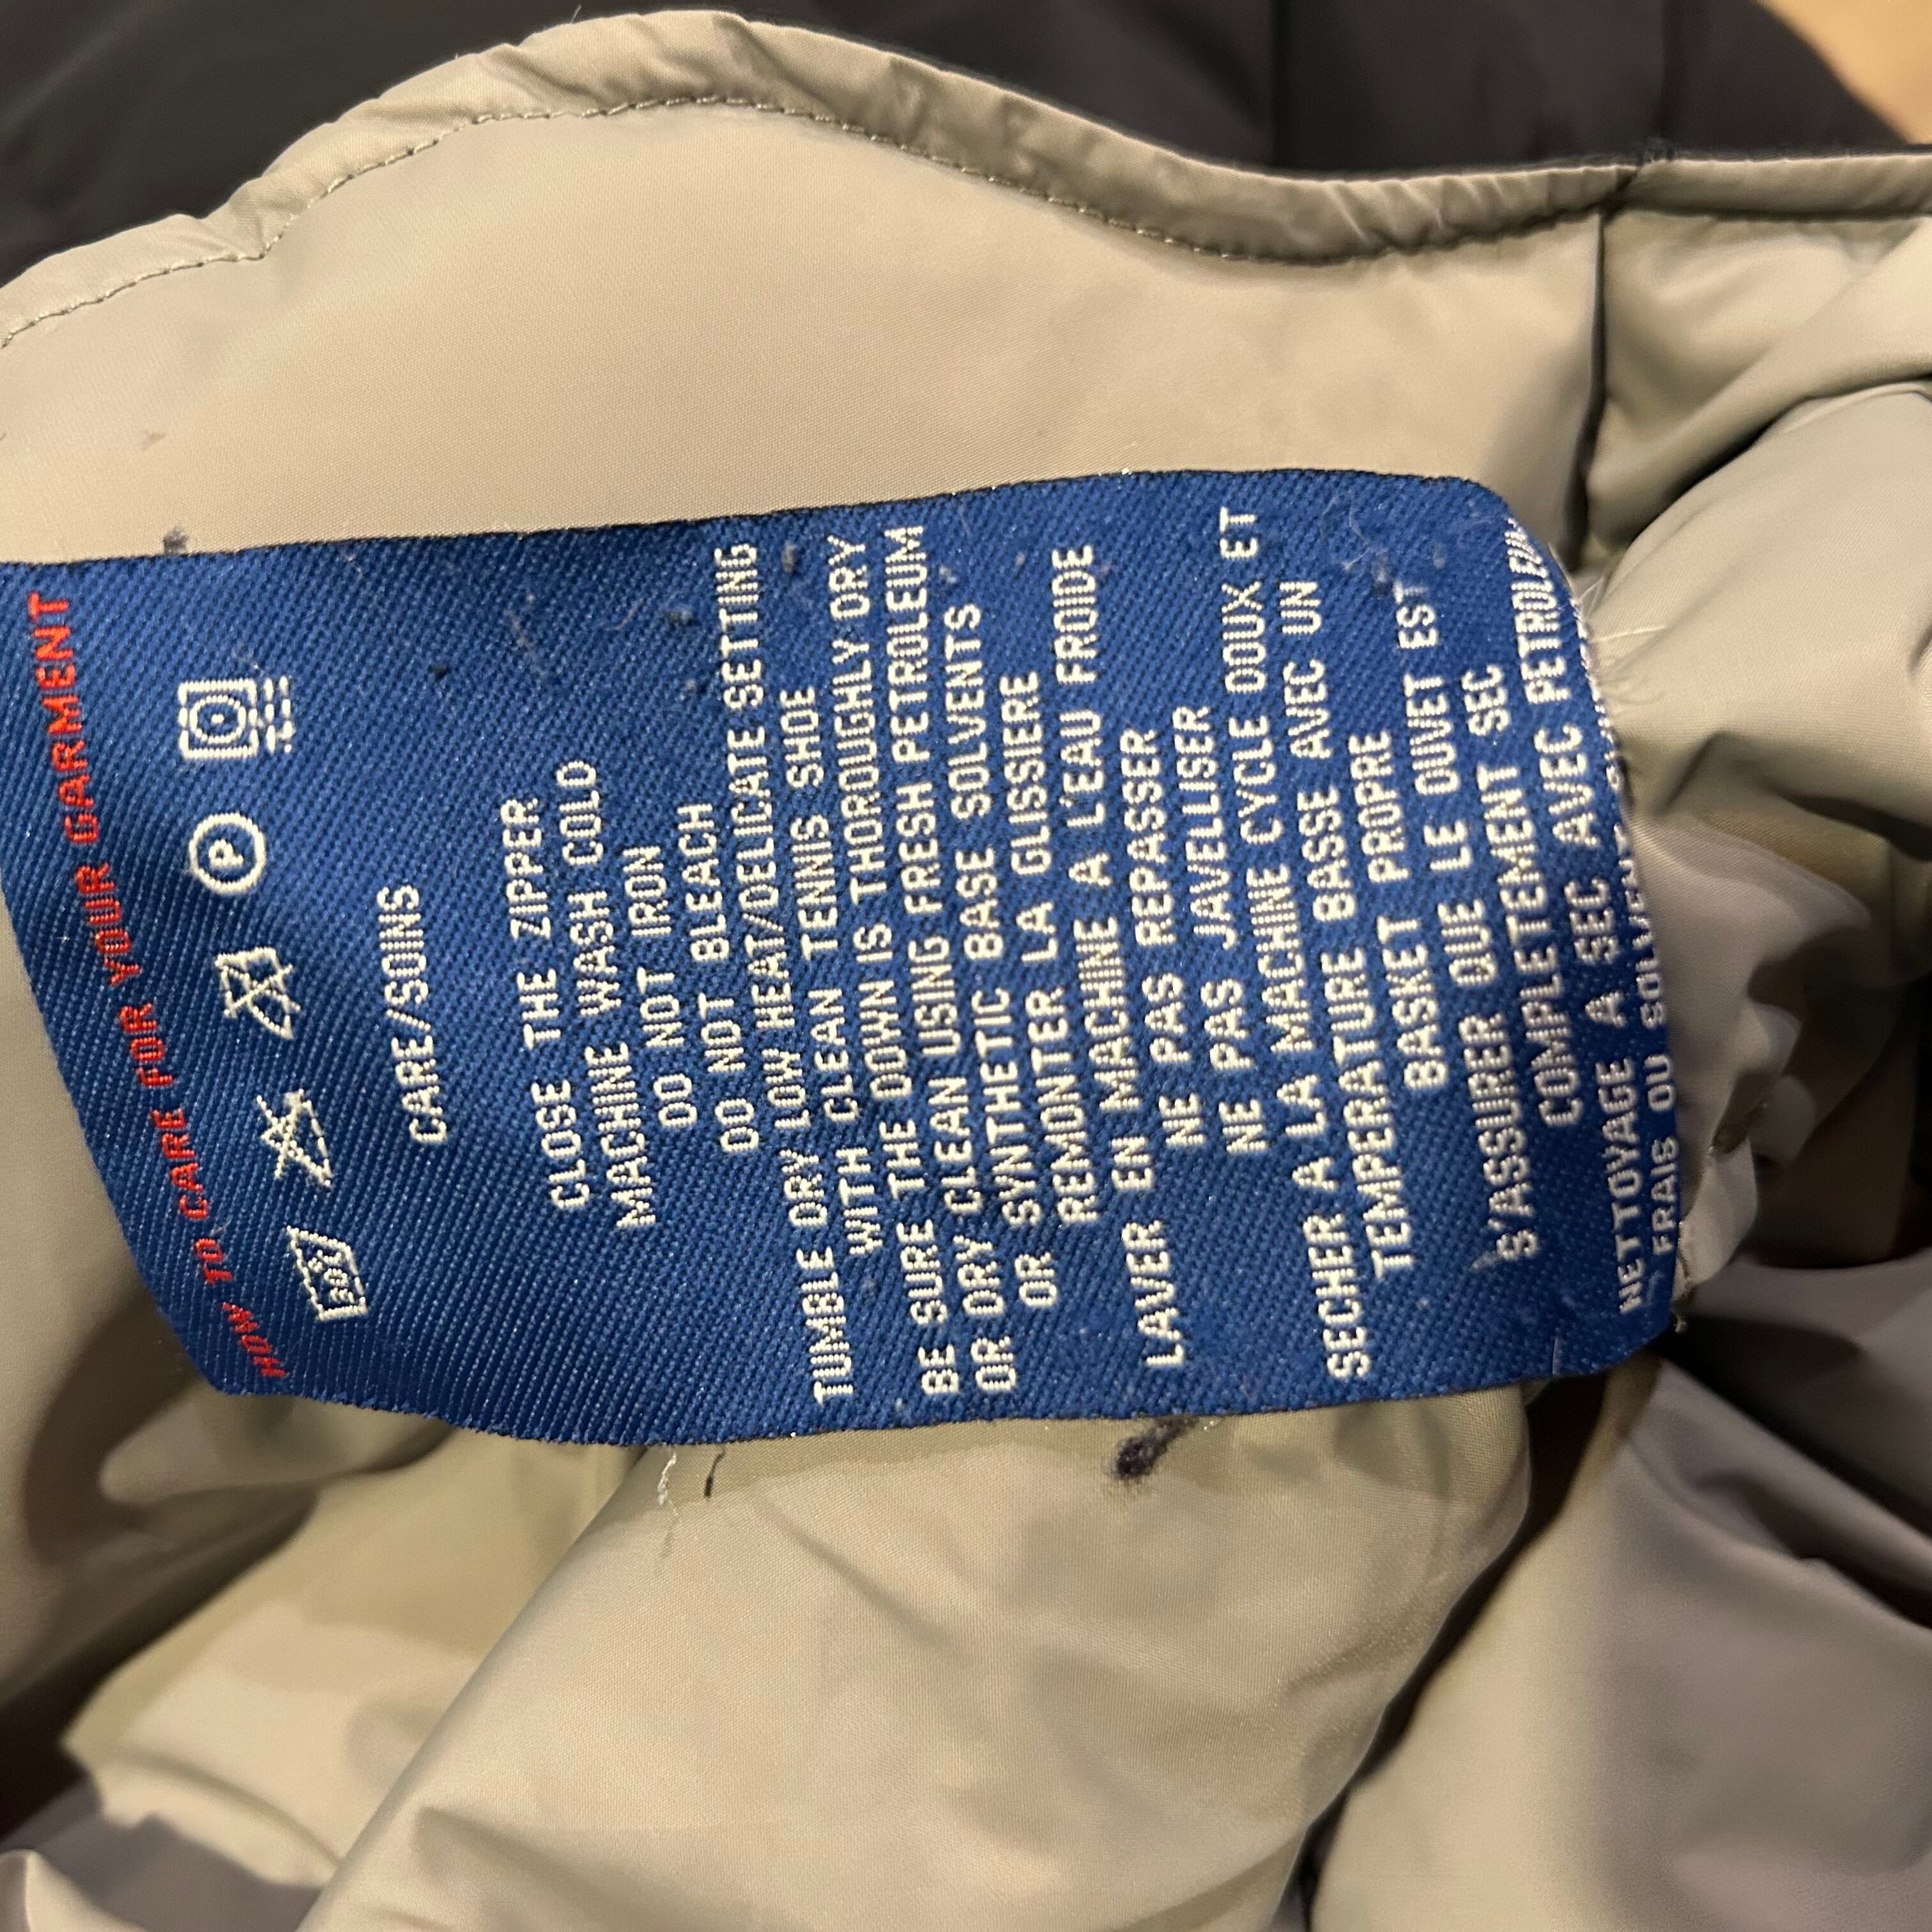 HOW TO CARE FOR YOUR GARMENT
30°
P
CARE/SOINS
CLOSE THE ZIPPER
MACHINE WASH COLD
DO NOT IRON
DO NOT BLEACH
TUMBLE DRY LOW HEAT/DELICATE SETTING
WITH CLEAN TENNIS SHOE
BE SURE THE DOWN IS THOROUGHLY DRY
OR DRY CLEAN USING FRESH PETROLEUM
OR SYNTHETIC BASE SOLVENTS
REMONTER LA GLISSIERE
LAVER EN MACHINE A L'EAU FROIDE
NE PAS REPASSER
NE PAS JAVELLISER
SECHER A LA MACHINE CYCLE DOUX ET
TEMPERATURE BASSE AVEC UN
BASKET PROPRE
S'ASSURER QUE LE DUVET EST
COMPLETEMENT SEC
NETTOYAGE A SEC AVEC PETROLEUM
FRAIS OU